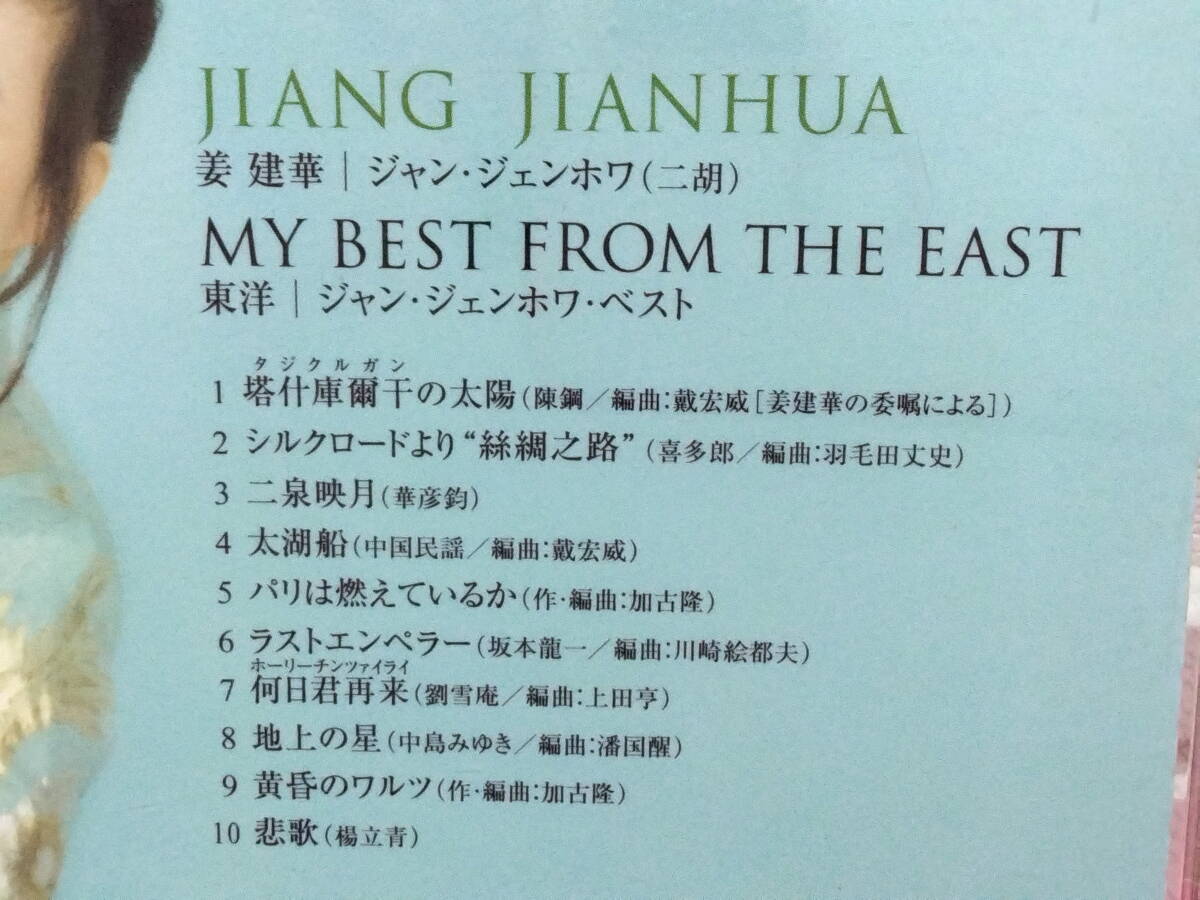 JIANG JIANHUA
姜 建華 | ジャン・ジェンホワ(二胡)
MY BEST FROM THE EAST
東洋 | ジャン・ジェンホワ・ベスト
タジクルガン
1 塔什庫爾干の太陽(陳鋼／編曲:戴宏威[姜建華の委嘱による])
2 シルクロードより“絲綢之路”(喜多郎／編曲:羽毛田丈史)
3 二泉映月(華彦鈞)
4 太湖船(中国民謡／編曲:戴宏威)
5 パリは燃えているか(作・編曲:加古隆)
6 ラストエンペラー(坂本龍一／編曲:川崎絵都夫)
ホーリーチンツァイライ
7 何日君再来(劉雪庵／編曲:上田亨)
8 地上の星(中島みゆき／編曲:潘国醒)
9 黄昏のワルツ(作・編曲:加古隆)
10 悲歌(楊立青)